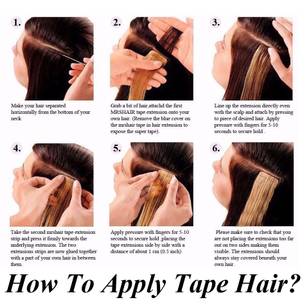 1.
Make your hair separated
horizontally from the bottom of your
neck
2.
Grab a bit of hair.attachd the first
MRSHAIR tape extension onto your
own hair. (Remove the blue cover on
the mrshair tape in hair extension to
expose the super tape).
3.
Line up the extension directly even
with the scalp and attach by pressing
to piece of desired hair. Apply
pressure with fingers for 5-10
seconds to secure hold .
4.
Take the second mrshair tape extension
strip and press it firmly towards the
underlying extension. The two
extensions strips are now glued together
with a part of your own hair in between
them.
5.
Apply pressure with fingers for 5-10
seconds to secure hold .placing the
tape extensions side by side with a
distance of about 1 cm (0.5 inch).
6.
.Please make sure to check that you
are not placing the extensions too far
out on two sides making them
visible. The extensions should
always stay covered beneath your
own hair.
How To Apply Tape Hair?